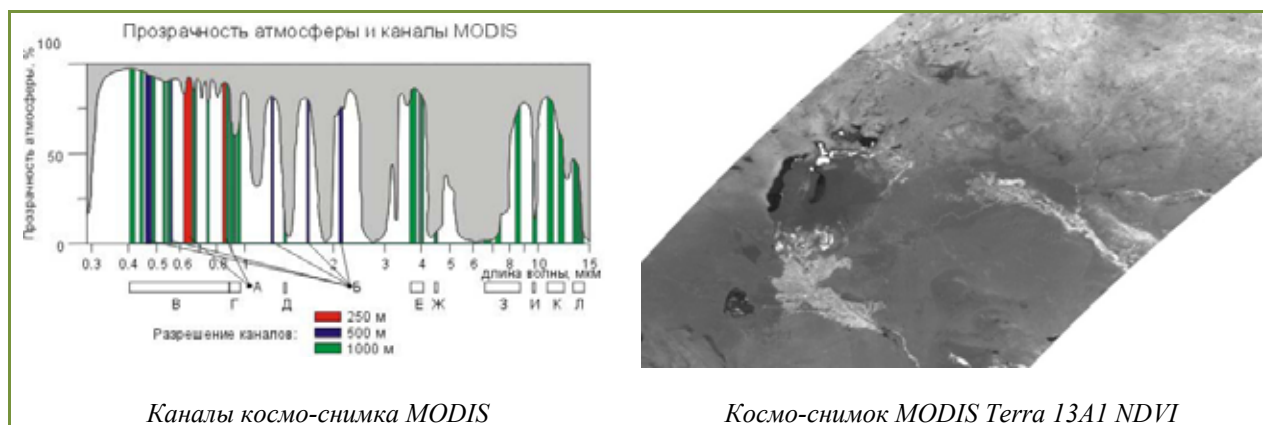 Прозрачность атмосферы и каналы MODIS
Прозрачность атмосферы, %
100
50
0
0.3 0.4 0.5 0.6 0.8 1 2 3 4 5 6 8 10 15
длина волны, мкм
А Б
В Г Д Е Ж З И К Л
Разрешение каналов:
250 м
500 м
1000 м
Каналы космо-снимка MODIS
Космо-снимок MODIS Terra 13A1 NDVI